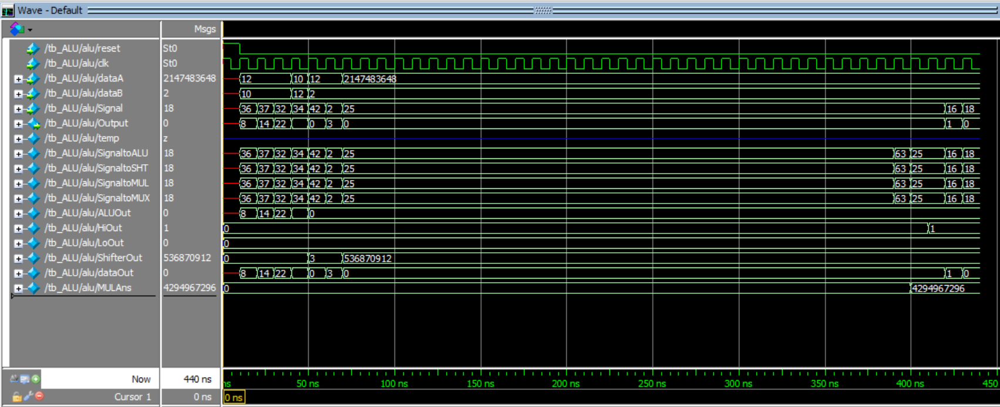 Wave - Default
Msgs
/tb_ALU/alu/reset St0
/tb_ALU/alu/clk St0
/tb_ALU/alu/dataA 2147483648 12 10 12 2147483648
/tb_ALU/alu/dataB 2 10 12 2
/tb_ALU/alu/Signal 18 36 37 32 34 42 2 25 16 18
/tb_ALU/alu/Output 0 8 14 22 0 3 0 1 0
/tb_ALU/alu/temp z
/tb_ALU/alu/SignaltoALU 18 36 37 32 34 42 2 25 63 25 16 18
/tb_ALU/alu/SignaltoSHT 18 36 37 32 34 42 2 25 63 25 16 18
/tb_ALU/alu/SignaltoMUL 18 36 37 32 34 42 2 25 63 25 16 18
/tb_ALU/alu/SignaltoMUX 18 36 37 32 34 42 2 25 63 25 16 18
/tb_ALU/alu/ALUOut 0 8 14 22 0
/tb_ALU/alu/HiOut 1 0 1
/tb_ALU/alu/LoOut 0 0
/tb_ALU/alu/ShifterOut 536870912 0 3 536870912
/tb_ALU/alu/dataOut 0 8 14 22 0 3 0 1 0
/tb_ALU/alu/MULAns 4294967296 0 4294967296
Now 440 ns ns 50 ns 100 ns 150 ns 200 ns 250 ns 300 ns 350 ns 400 ns 450
Cursor 1 0 ns 0 ns